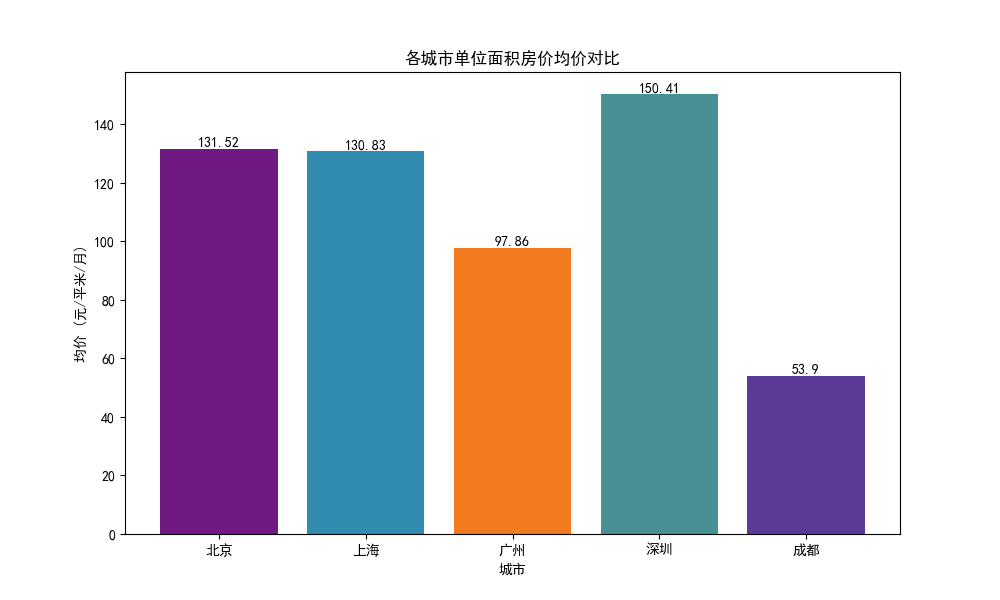 各城市单位面积房价均价对比
均价 (元/平米/月)
140
120
100
80
60
40
20
0
131.52
130.83
97.86
150.41
53.9
北京
上海
广州
深圳
成都
城市